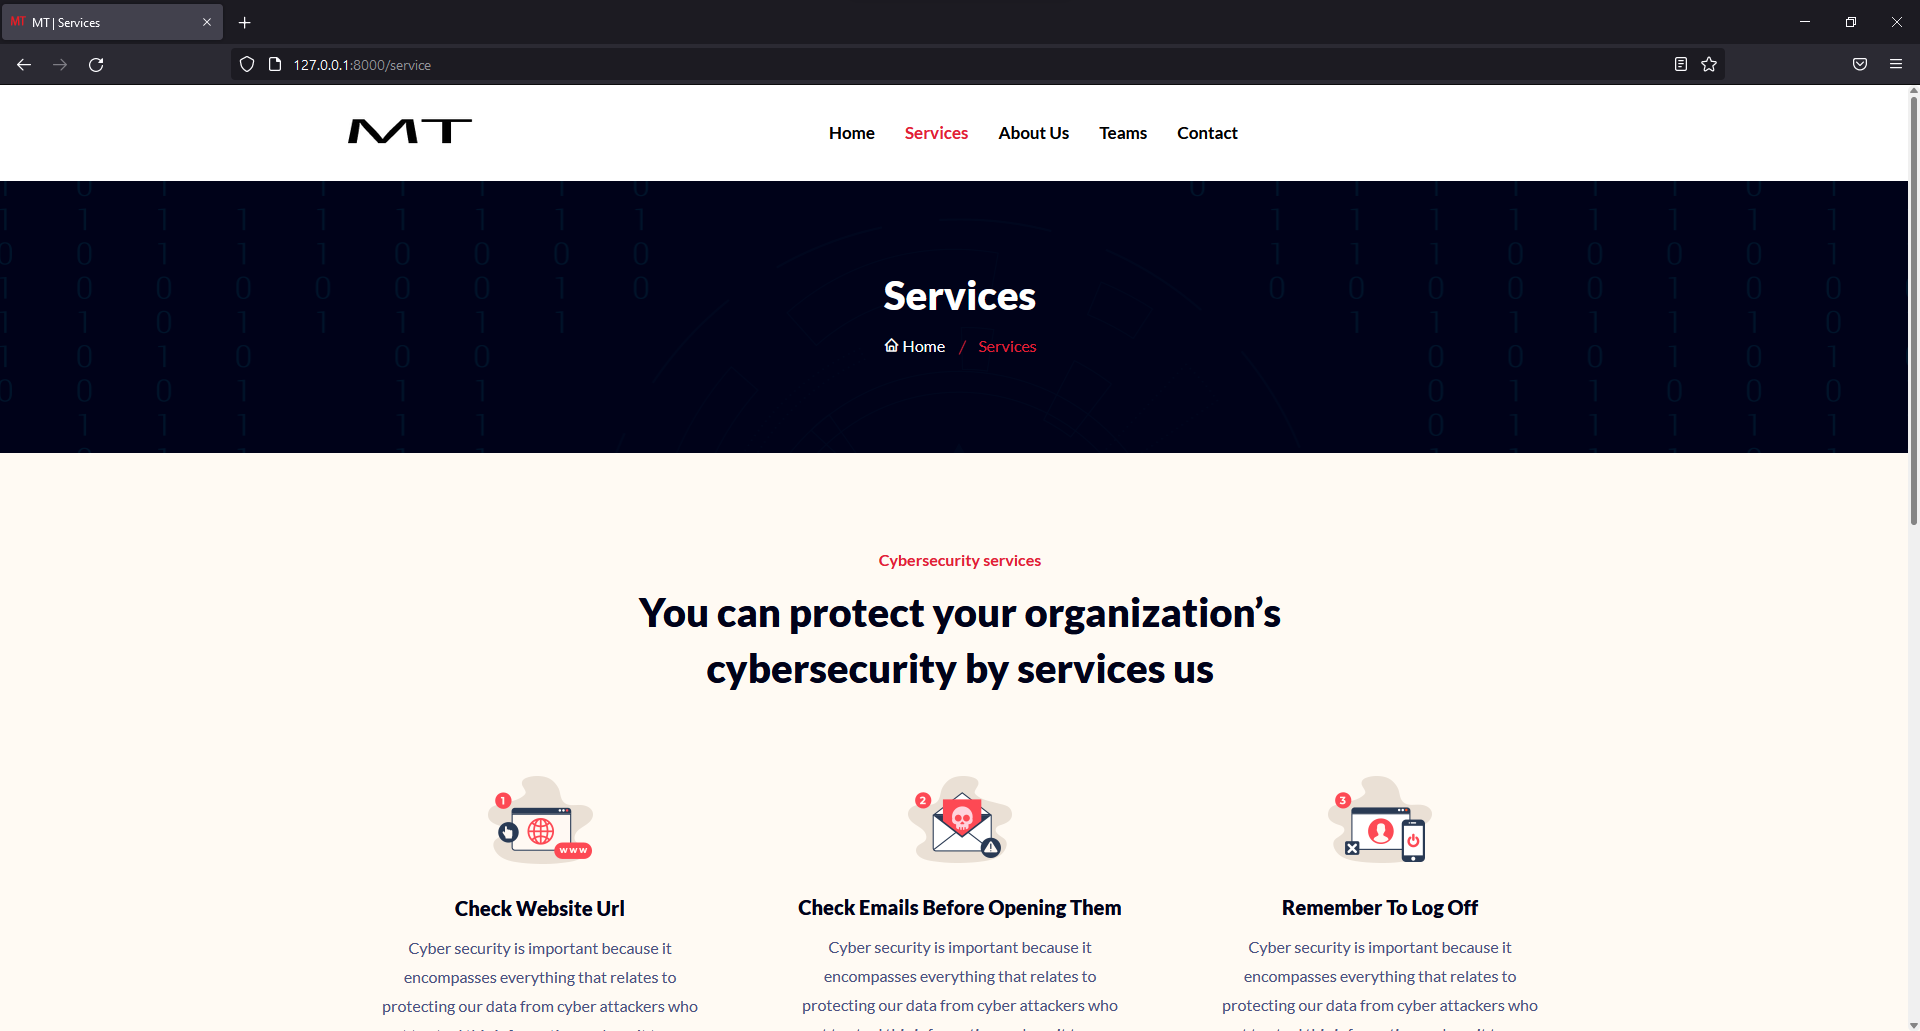 MT MT | Services
127.0.0.1:8000/service
MT
Home Services About Us Teams Contact
Services
Home / Services
Cybersecurity services
You can protect your organization’s
cybersecurity by services us
1
www
2
3
Check Website Url
Cyber security is important because it
encompasses everything that relates to
protecting our data from cyber attackers who
Check Emails Before Opening Them
Cyber security is important because it
encompasses everything that relates to
protecting our data from cyber attackers who
Remember To Log Off
Cyber security is important because it
encompasses everything that relates to
protecting our data from cyber attackers who